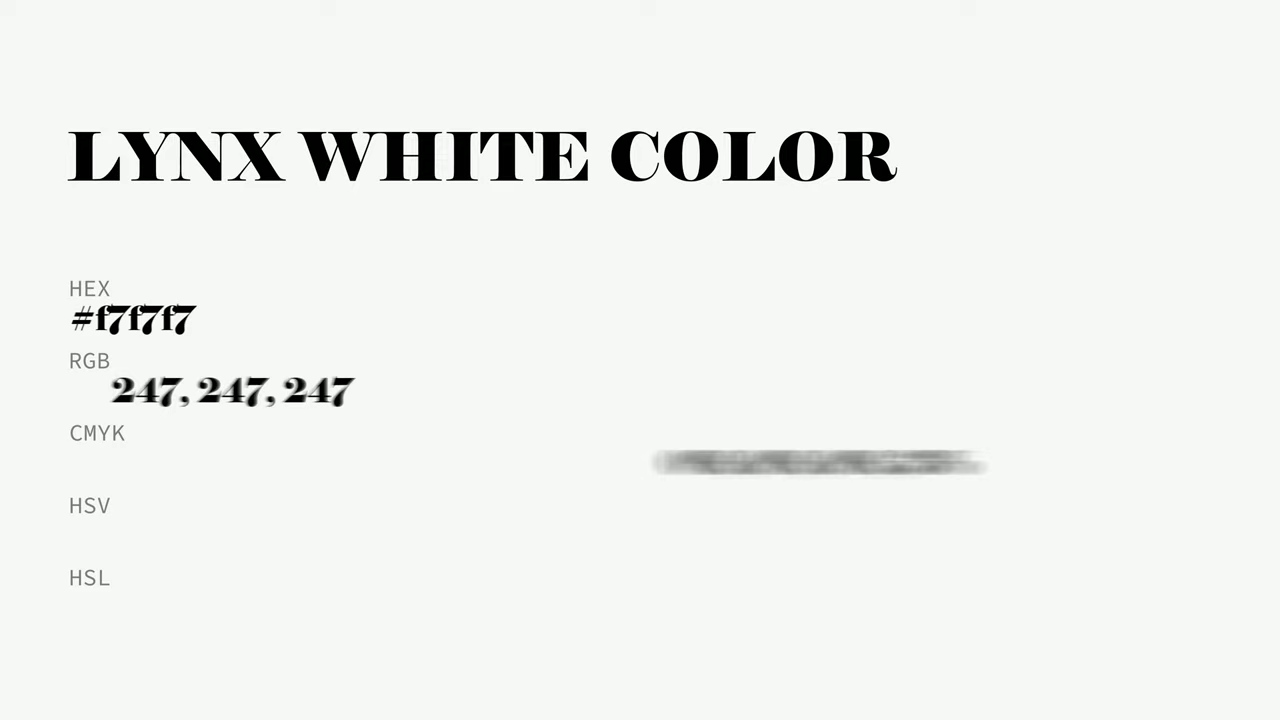 LYNX WHITE COLOR
HEX
#f7f7f7
RGB
247, 247, 247
CMYK
HSV
HSL